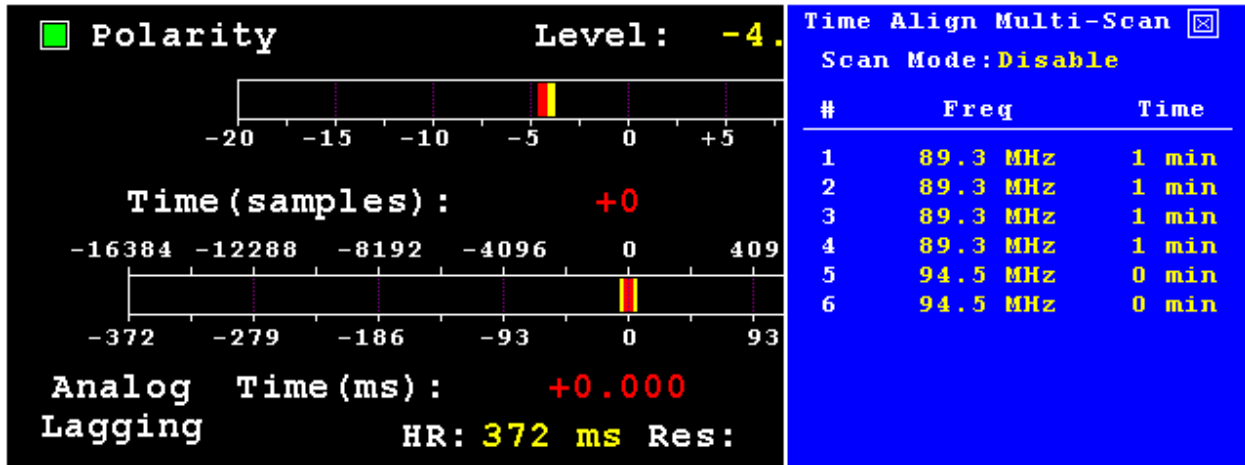 Polarity Level: -4.
-20 -15 -10 -5 0 +5
Time(samples): +0
-16384 -12288 -8192 -4096 0 409
-372 -279 -186 -93 0 93
Analog Time(ms): +0.000
Lagging HR: 372 ms Res:
Time Align Multi-Scan
Scan Mode:Disable
# Freq Time
1 89.3 MHz 1 min
2 89.3 MHz 1 min
3 89.3 MHz 1 min
4 89.3 MHz 1 min
5 94.5 MHz 0 min
6 94.5 MHz 0 min